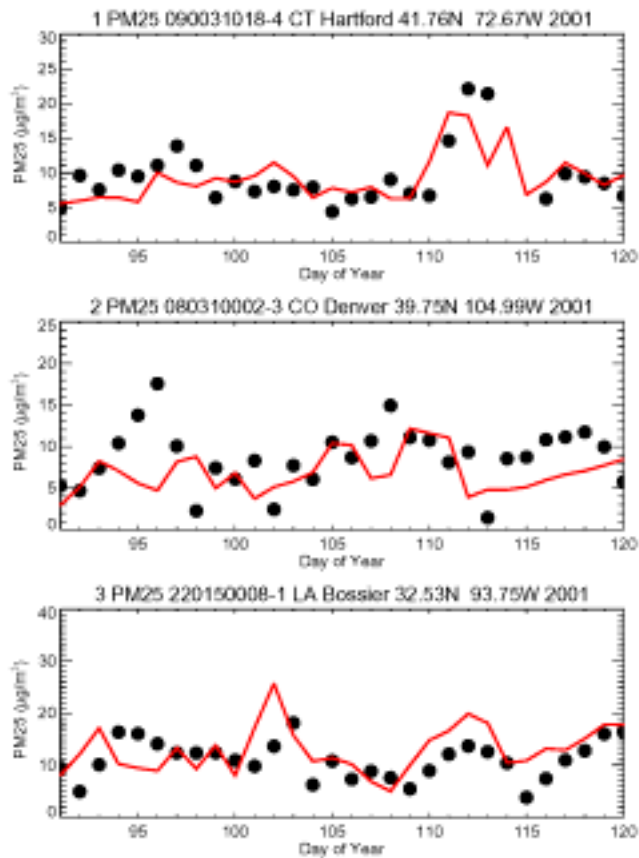 1 PM25 090031018-4 CT Hartford 41.76N 72.67W 2001
30
25
20
15
10
5
0
PM25 (µg/m³)
95 100 105 110 115 120
Day of Year
2 PM25 080310002-3 CO Denver 39.75N 104.99W 2001
25
20
15
10
5
0
PM25 (µg/m³)
95 100 105 110 115 120
Day of Year
3 PM25 220150008-1 LA Bossier 32.53N 93.75W 2001
40
30
20
10
0
PM25 (µg/m³)
95 100 105 110 115 120
Day of Year